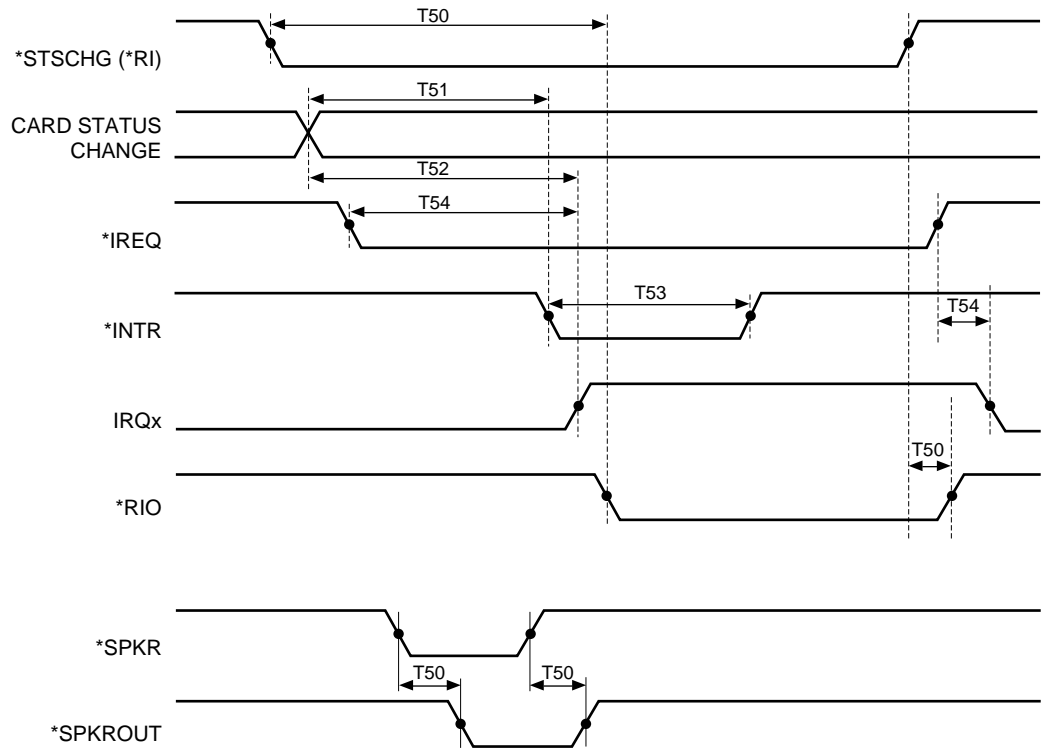 T50
*STSCHG (*RI)
T51
CARD STATUS
CHANGE
T52
T54
*IREQ
T53
*INTR
T54
IRQx
T50
*RIO
*SPKR
T50
T50
*SPKROUT